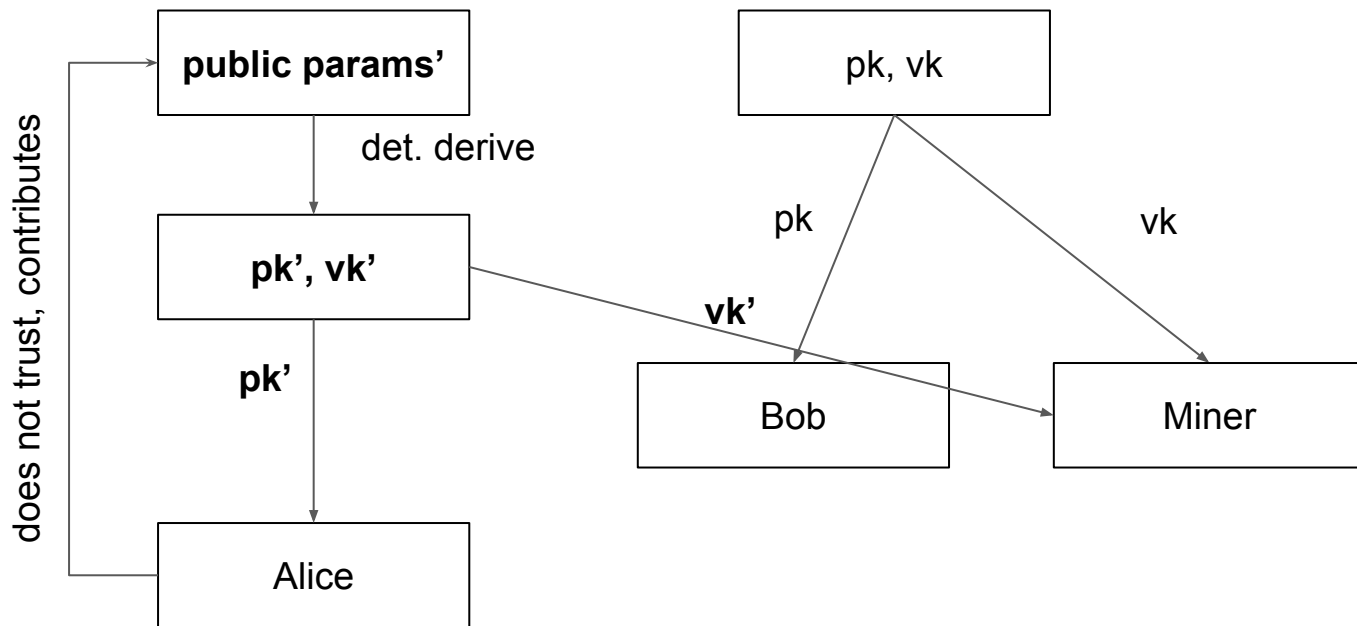 public params’
pk, vk
det. derive
does not trust, contributes
pk
vk
pk’, vk’
vk’
pk’
Bob
Miner
Alice